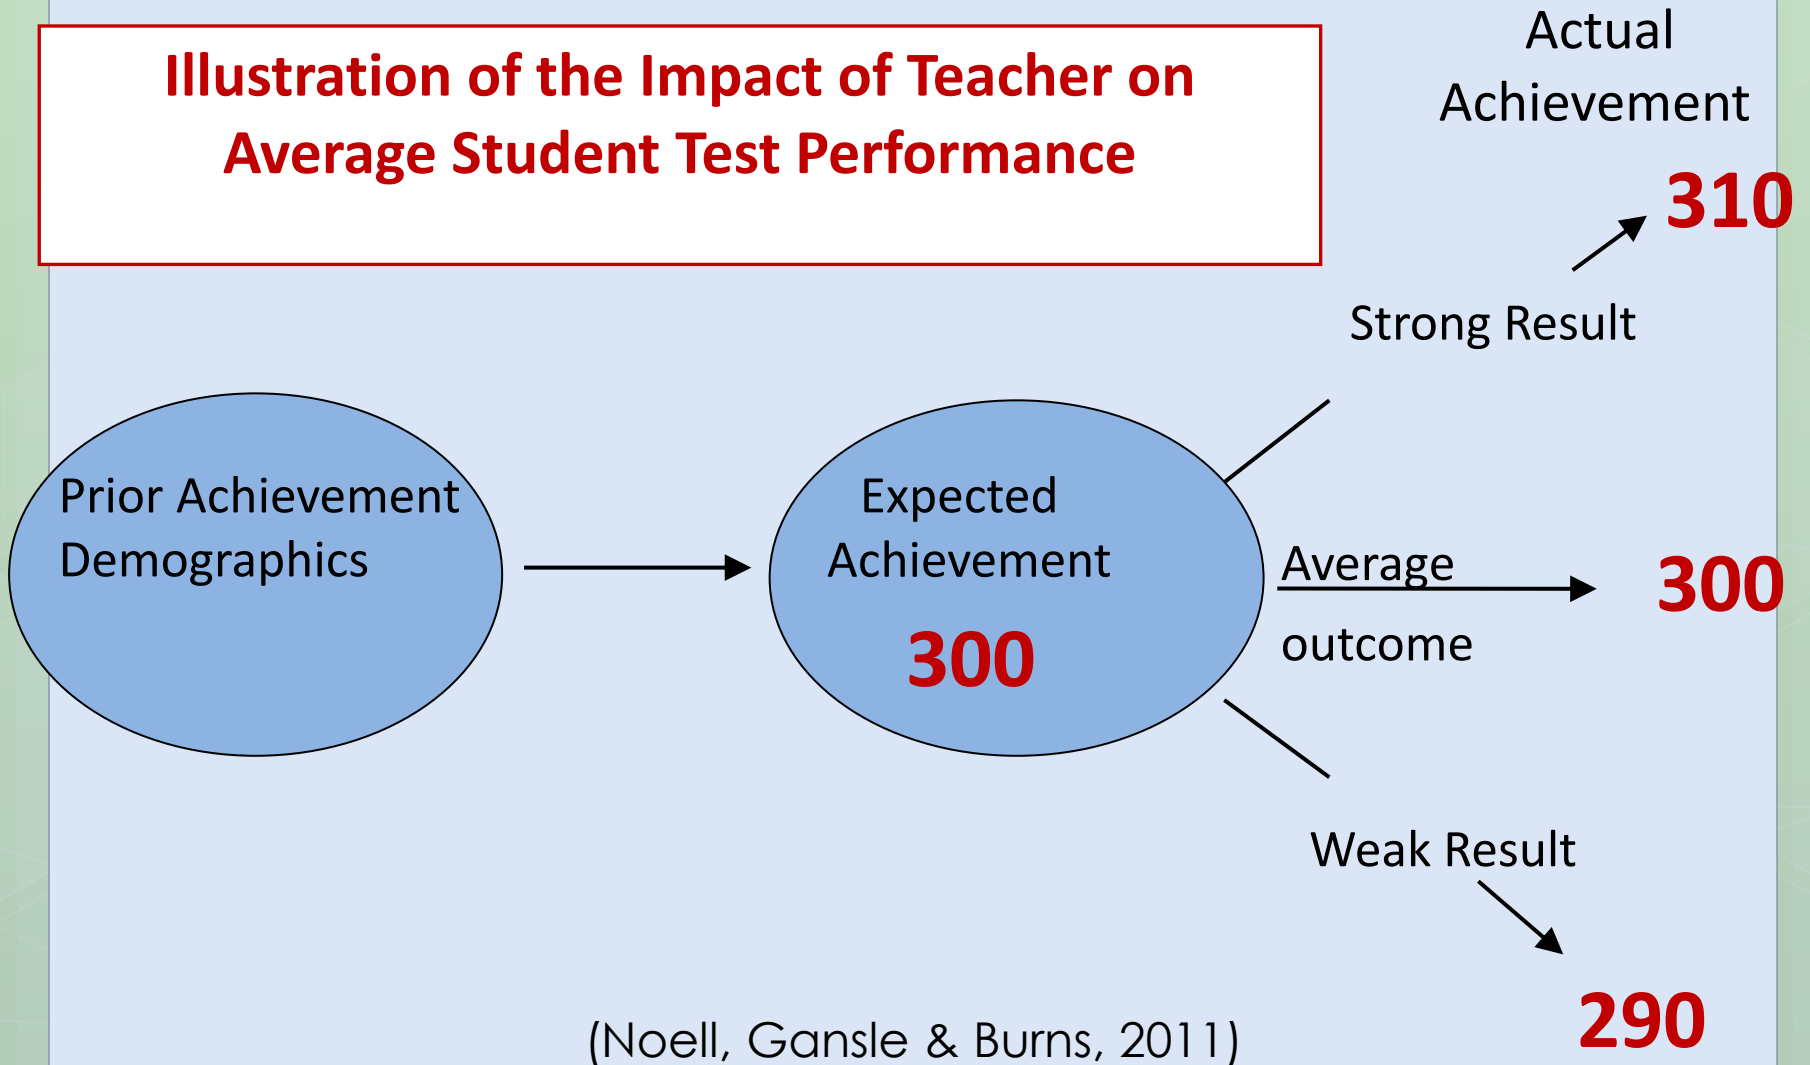 Illustration of the Impact of Teacher on
Average Student Test Performance
Actual
Achievement
310
Strong Result
Prior Achievement
Demographics
Expected
Achievement
300
Average
outcome
300
Weak Result
290
(Noell, Gansle & Burns, 2011)